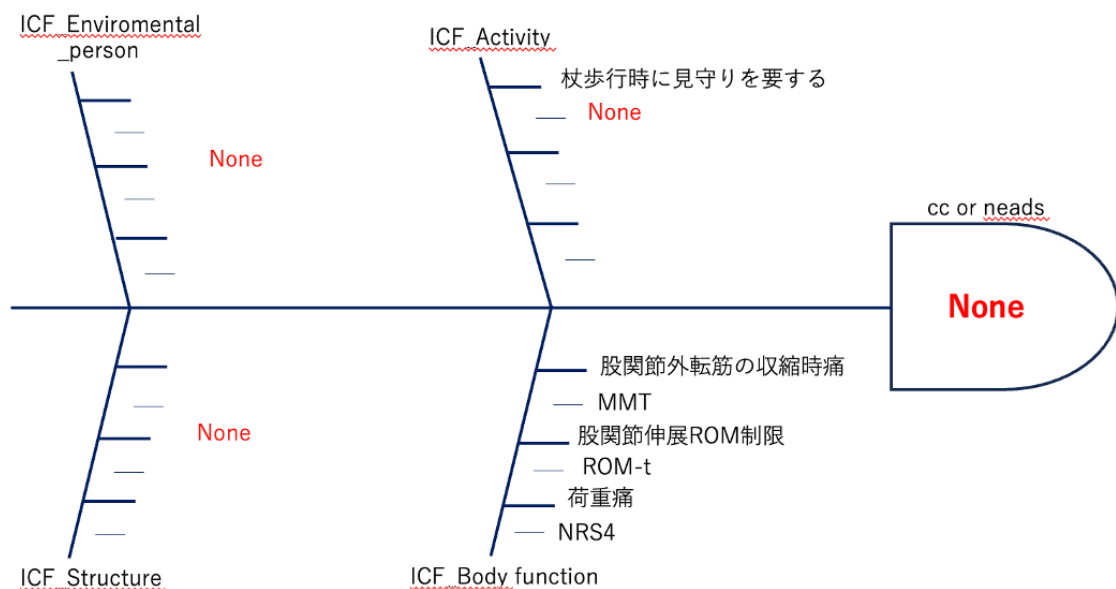 ICF_Enviromental
_person
None
ICF_Activity
杖歩行時に見守りを要する
None
cc or neads
None
None
ICF_Structure
股関節外転筋の収縮時痛
MMT
股関節伸展ROM制限
ROM-t
荷重痛
NRS4
ICF_Body function